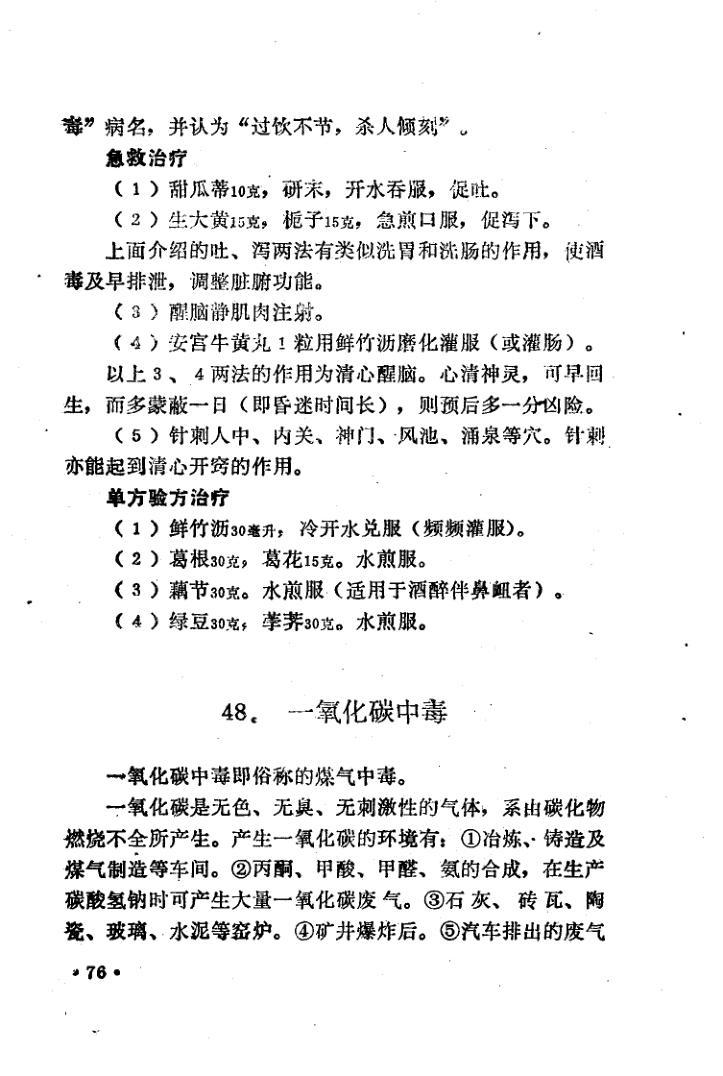 毒”病名，并认为“过饮不节，杀人倾刻”。
急救治疗
（1）甜瓜蒂10克，研末，开水吞服，促吐。
（2）生大黄15克，栀子15克，急煎口服，促泻下。
上面介绍的吐、泻两法有类似洗胃和洗肠的作用，使酒
毒及早排泄，调整脏腑功能。
（3）醒脑静肌肉注射。
（4）安宫牛黄丸1粒用鲜竹沥磨化灌服（或灌肠）。
以上3、4两法的作用为清心醒脑。心清神灵，可早回
生，而多蒙蔽一日（即昏迷时间长），则预后多一分凶险。
（5）针刺人中、内关、神门、风池、涌泉等穴。针刺
亦能起到清心开窍的作用。
单方验方治疗
（1）鲜竹沥30毫升，冷开水兑服（频频灌服）。
（2）葛根30克，葛花15克。水煎服。
（3）藕节30克。水煎服（适用于酒醉伴鼻衄者）。
（4）绿豆30克，荸荠30克。水煎服。
48. 一氧化碳中毒
一氧化碳中毒即俗称的煤气中毒。
一氧化碳是无色、无臭、无刺激性的气体，系由碳化物
燃烧不全所产生。产生一氧化碳的环境有：①冶炼、铸造及
煤气制造等车间。②丙酮、甲酸、甲醛、氨的合成，在生产
碳酸氢钠时可产生大量一氧化碳废气。③石灰、砖瓦、陶
瓷、玻璃、水泥等窑炉。④矿井爆炸后。⑤汽车排出的废气
·76·